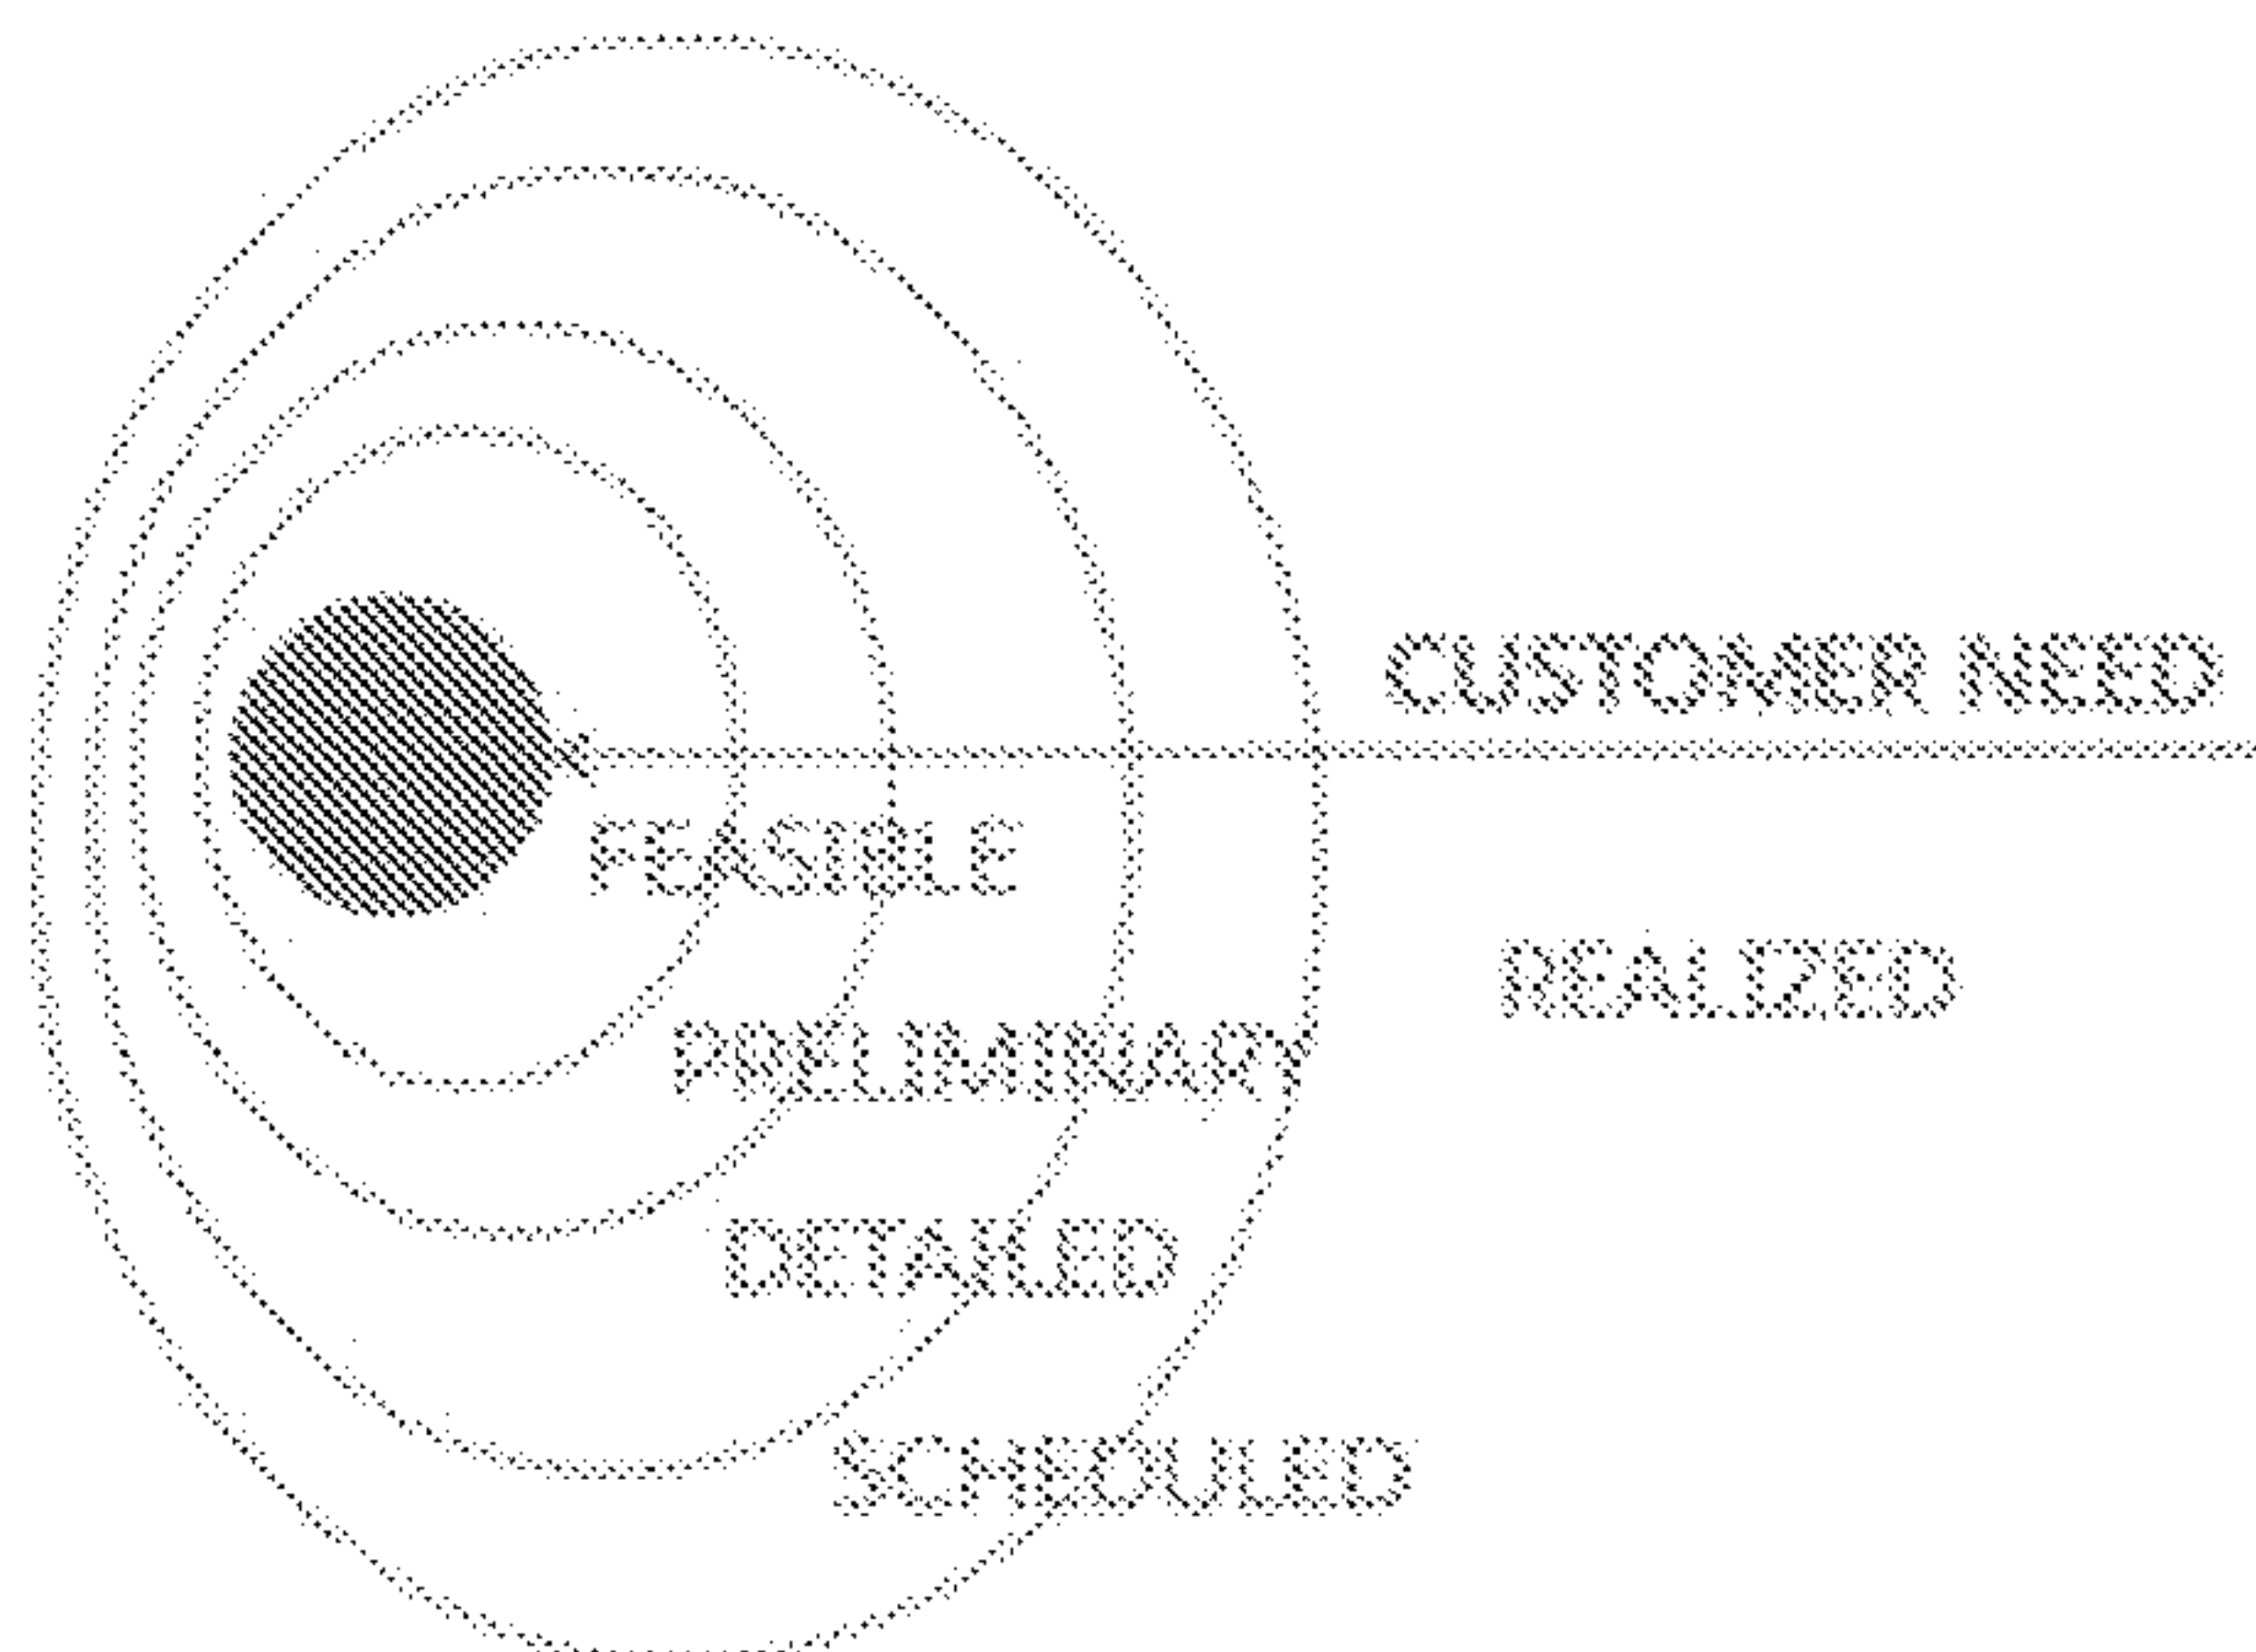 CUSTOMER NEED
FEASIBLE
REALIZED
PRELIMINARY
DETAILED
SCHEDULED